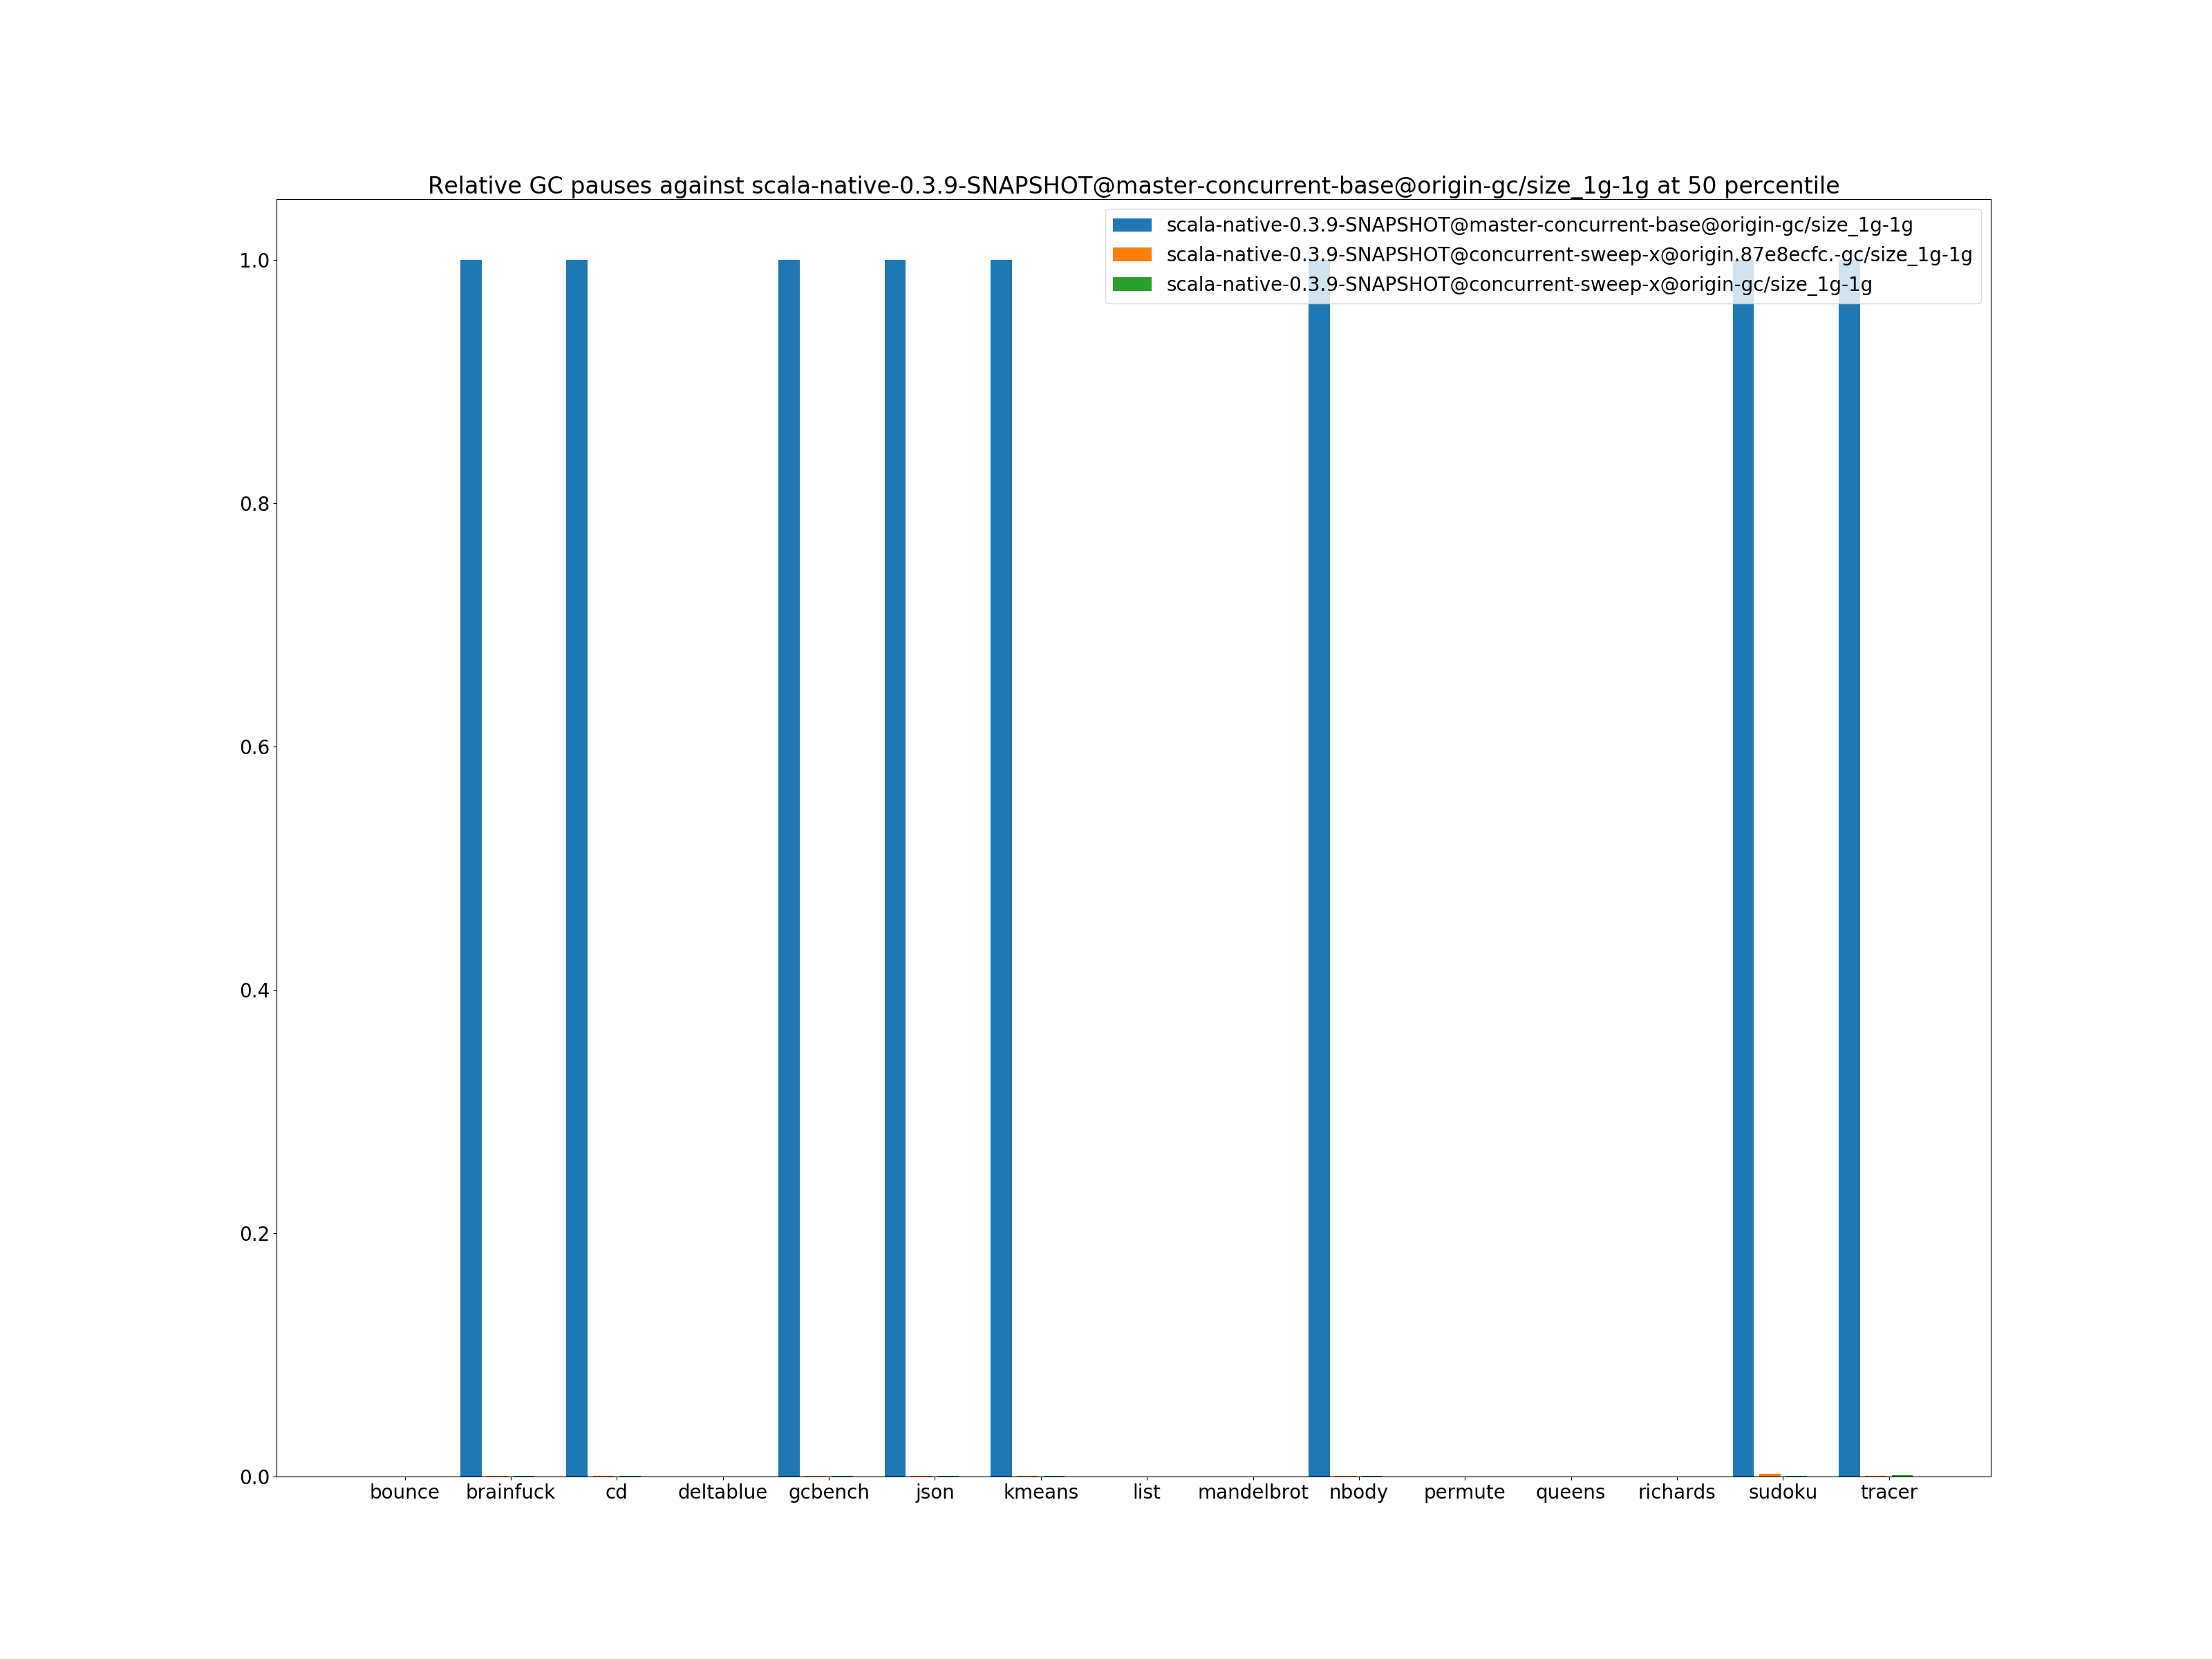 Relative GC pauses against scala-native-0.3.9-SNAPSHOT@master-concurrent-base@origin-gc/size_1g-1g at 50 percentile
scala-native-0.3.9-SNAPSHOT@master-concurrent-base@origin-gc/size_1g-1g
scala-native-0.3.9-SNAPSHOT@concurrent-sweep-x@origin.87e8ecfc.-gc/size_1g-1g
scala-native-0.3.9-SNAPSHOT@concurrent-sweep-x@origin-gc/size_1g-1g
1.0
0.8
0.6
0.4
0.2
0.0
bounce brainfuck cd deltablue gcbench json kmeans list mandelbrot nbody permute queens richards sudoku tracer